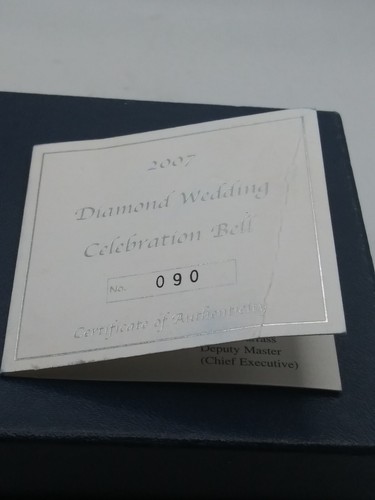 2007
Diamond Wedding
Celebration Bell
No. 090
Certificate of Authenticity
Deputy Master
(Chief Executive)